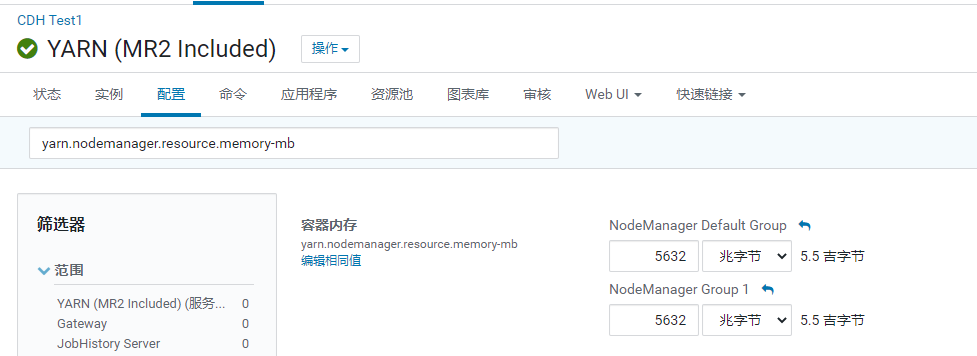 CDH Test1
YARN (MR2 Included) 操作
状态 实例 配置 命令 应用程序 资源池 图表库 审核 Web UI 快速链接
yarn.nodemanager.resource.memory-mb
筛选器
范围
YARN (MR2 Included) (服务... 0
Gateway 0
JobHistory Server 0
容器内存
yarn.nodemanager.resource.memory-mb
编辑相同值
NodeManager Default Group
5632 兆字节 5.5 吉字节
NodeManager Group 1
5632 兆字节 5.5 吉字节